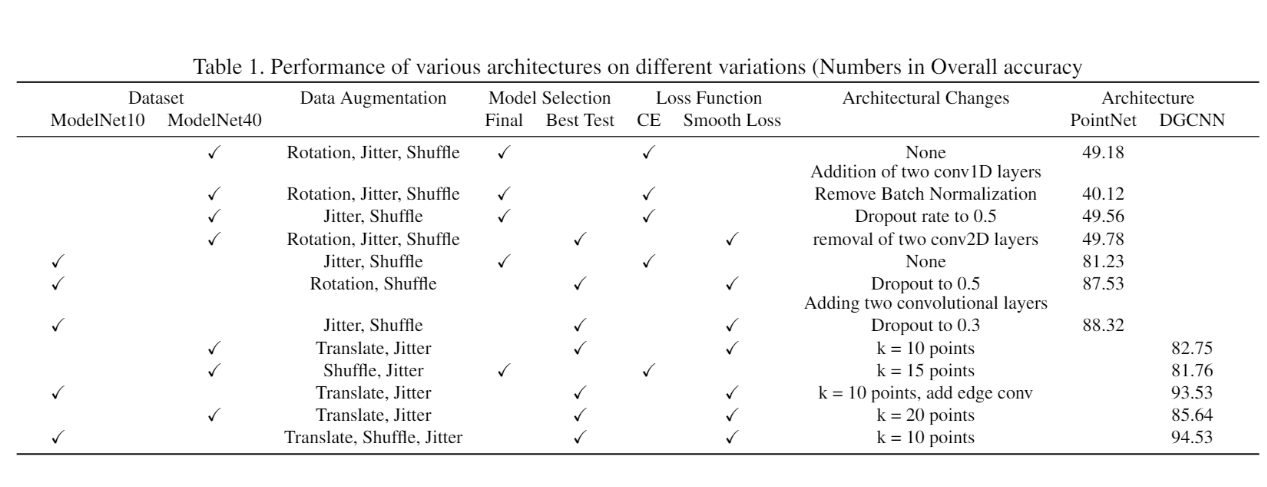 Table 1. Performance of various architectures on different variations (Numbers in Overall accuracy
Dataset Data Augmentation Model Selection Loss Function Architectural Changes Architecture
ModelNet10 ModelNet40 Final Best Test CE Smooth Loss PointNet DGCNN
✓ Rotation, Jitter, Shuffle ✓ ✓ None 49.18
Addition of two conv1D layers
✓ Rotation, Jitter, Shuffle ✓ ✓ Remove Batch Normalization 40.12
✓ Jitter, Shuffle ✓ ✓ Dropout rate to 0.5 49.56
✓ Rotation, Jitter, Shuffle ✓ ✓ removal of two conv2D layers 49.78
✓ Jitter, Shuffle ✓ ✓ None 81.23
✓ Rotation, Shuffle ✓ ✓ Dropout to 0.5 87.53
Adding two convolutional layers
✓ Jitter, Shuffle ✓ ✓ Dropout to 0.3 88.32
✓ Translate, Jitter ✓ ✓ k = 10 points 82.75
✓ Shuffle, Jitter ✓ ✓ k = 15 points 81.76
✓ Translate, Jitter ✓ ✓ k = 10 points, add edge conv 93.53
✓ Translate, Jitter ✓ ✓ k = 20 points 85.64
✓ Translate, Shuffle, Jitter ✓ ✓ k = 10 points 94.53